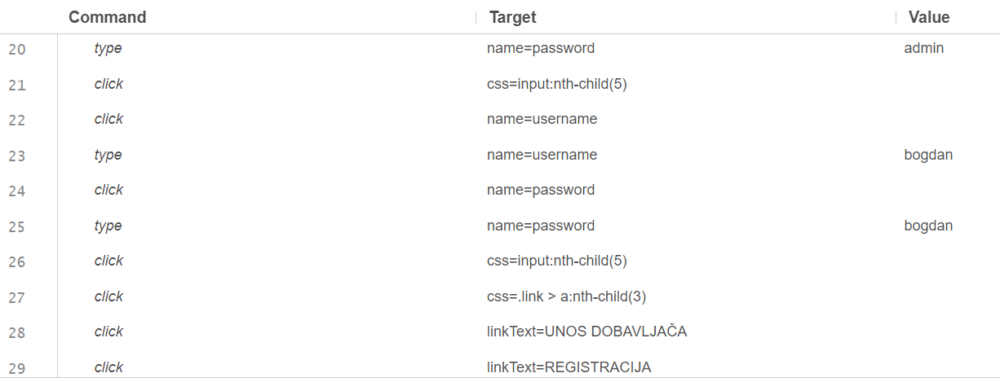 Command Target Value
20 type name=password admin
21 click css=input:nth-child(5)
22 click name=username
23 type name=username bogdan
24 click name=password
25 type name=password bogdan
26 click css=input:nth-child(5)
27 click css=.link > a:nth-child(3)
28 click linkText=UNOS DOBAVLJAČA
29 click linkText=REGISTRACIJA